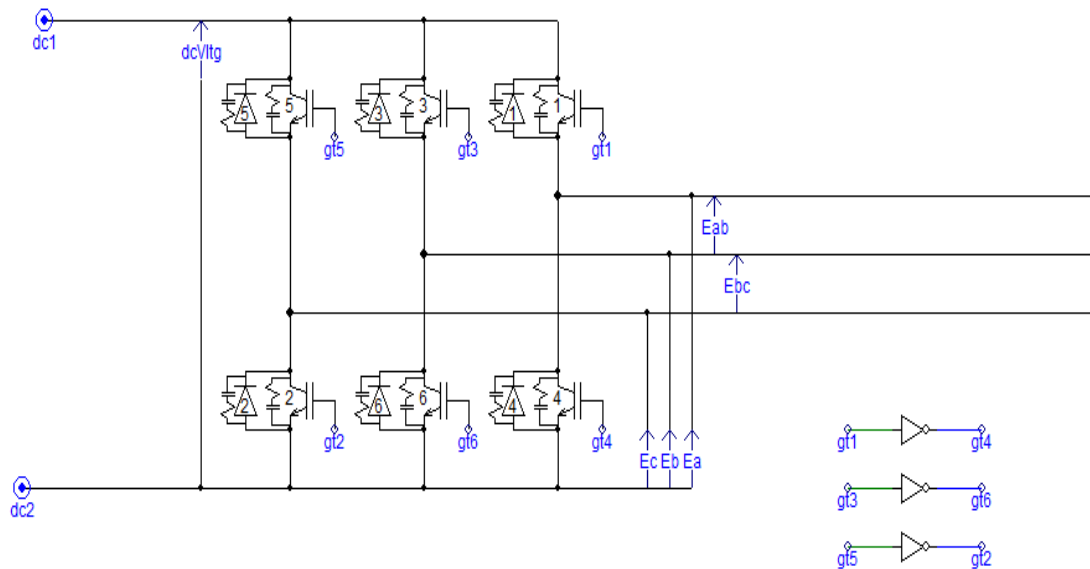 dc1
dcVltg
5 5 3 3 1 1
gt5 gt3 gt1
Eab
Ebc
2 2 6 6 4 4
gt2 gt6 gt4
Ec Eb Ea
dc2
gt1 gt4
gt3 gt6
gt5 gt2